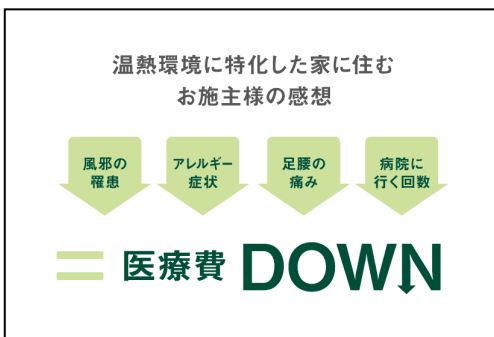 温熱環境に特化した家に住む
お施主様の感想
風邪の
罹患
アレルギー
症状
足腰の
痛み
病院に
行く回数
= 医療費 DOWN